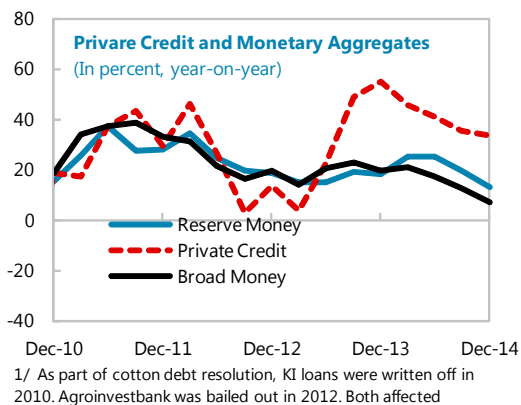 Private Credit and Monetary Aggregates
(In percent, year-on-year)
80
60
40
20
0
-20
-40
Reserve Money
Private Credit
Broad Money
Dec-10 Dec-11 Dec-12 Dec-13 Dec-14
1/ As part of cotton debt resolution, KI loans were written off in
2010. Agroinvestbank was bailed out in 2012. Both affected